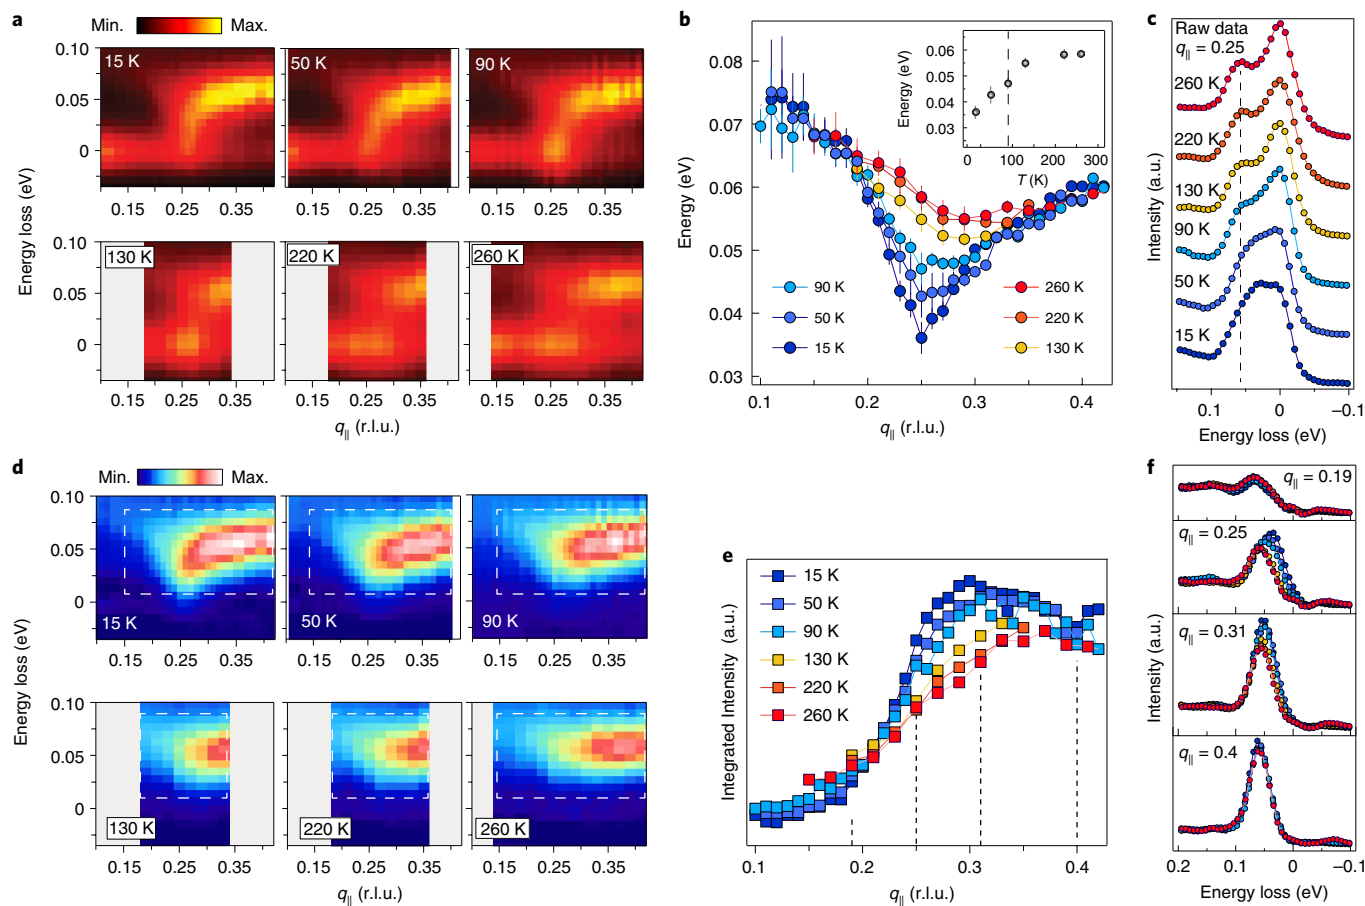 a
Min. Max.
Energy loss (eV)
0.10
0.05
0
15 K
50 K
90 K
0.15 0.25 0.35 0.15 0.25 0.35 0.15 0.25 0.35
0.10
0.05
0
130 K
220 K
260 K
0.15 0.25 0.35 0.15 0.25 0.35 0.15 0.25 0.35
q|| (r.l.u.)
b
Energy (eV)
0.08
0.07
0.06
0.05
0.04
0.03
0.1 0.2 0.3 0.4
q|| (r.l.u.)
Energy (eV)
0.06
0.05
0.04
0.03
0 100 200 300
T (K)
90 K
50 K
15 K
260 K
220 K
130 K
c
Raw data
q|| = 0.25
260 K
220 K
130 K
90 K
50 K
15 K
Intensity (a.u.)
0.1 0 –0.1
Energy loss (eV)
d
Min. Max.
Energy loss (eV)
0.10
0.05
0
15 K
50 K
90 K
0.15 0.25 0.35 0.15 0.25 0.35 0.15 0.25 0.35
0.10
0.05
0
130 K
220 K
260 K
0.15 0.25 0.35 0.15 0.25 0.35 0.15 0.25 0.35
q|| (r.l.u.)
e
15 K
50 K
90 K
130 K
220 K
260 K
Integrated Intensity (a.u.)
0.1 0.2 0.3 0.4
q|| (r.l.u.)
f
q|| = 0.19
q|| = 0.25
q|| = 0.31
q|| = 0.4
Intensity (a.u.)
0.2 0.1 0 –0.1
Energy loss (eV)